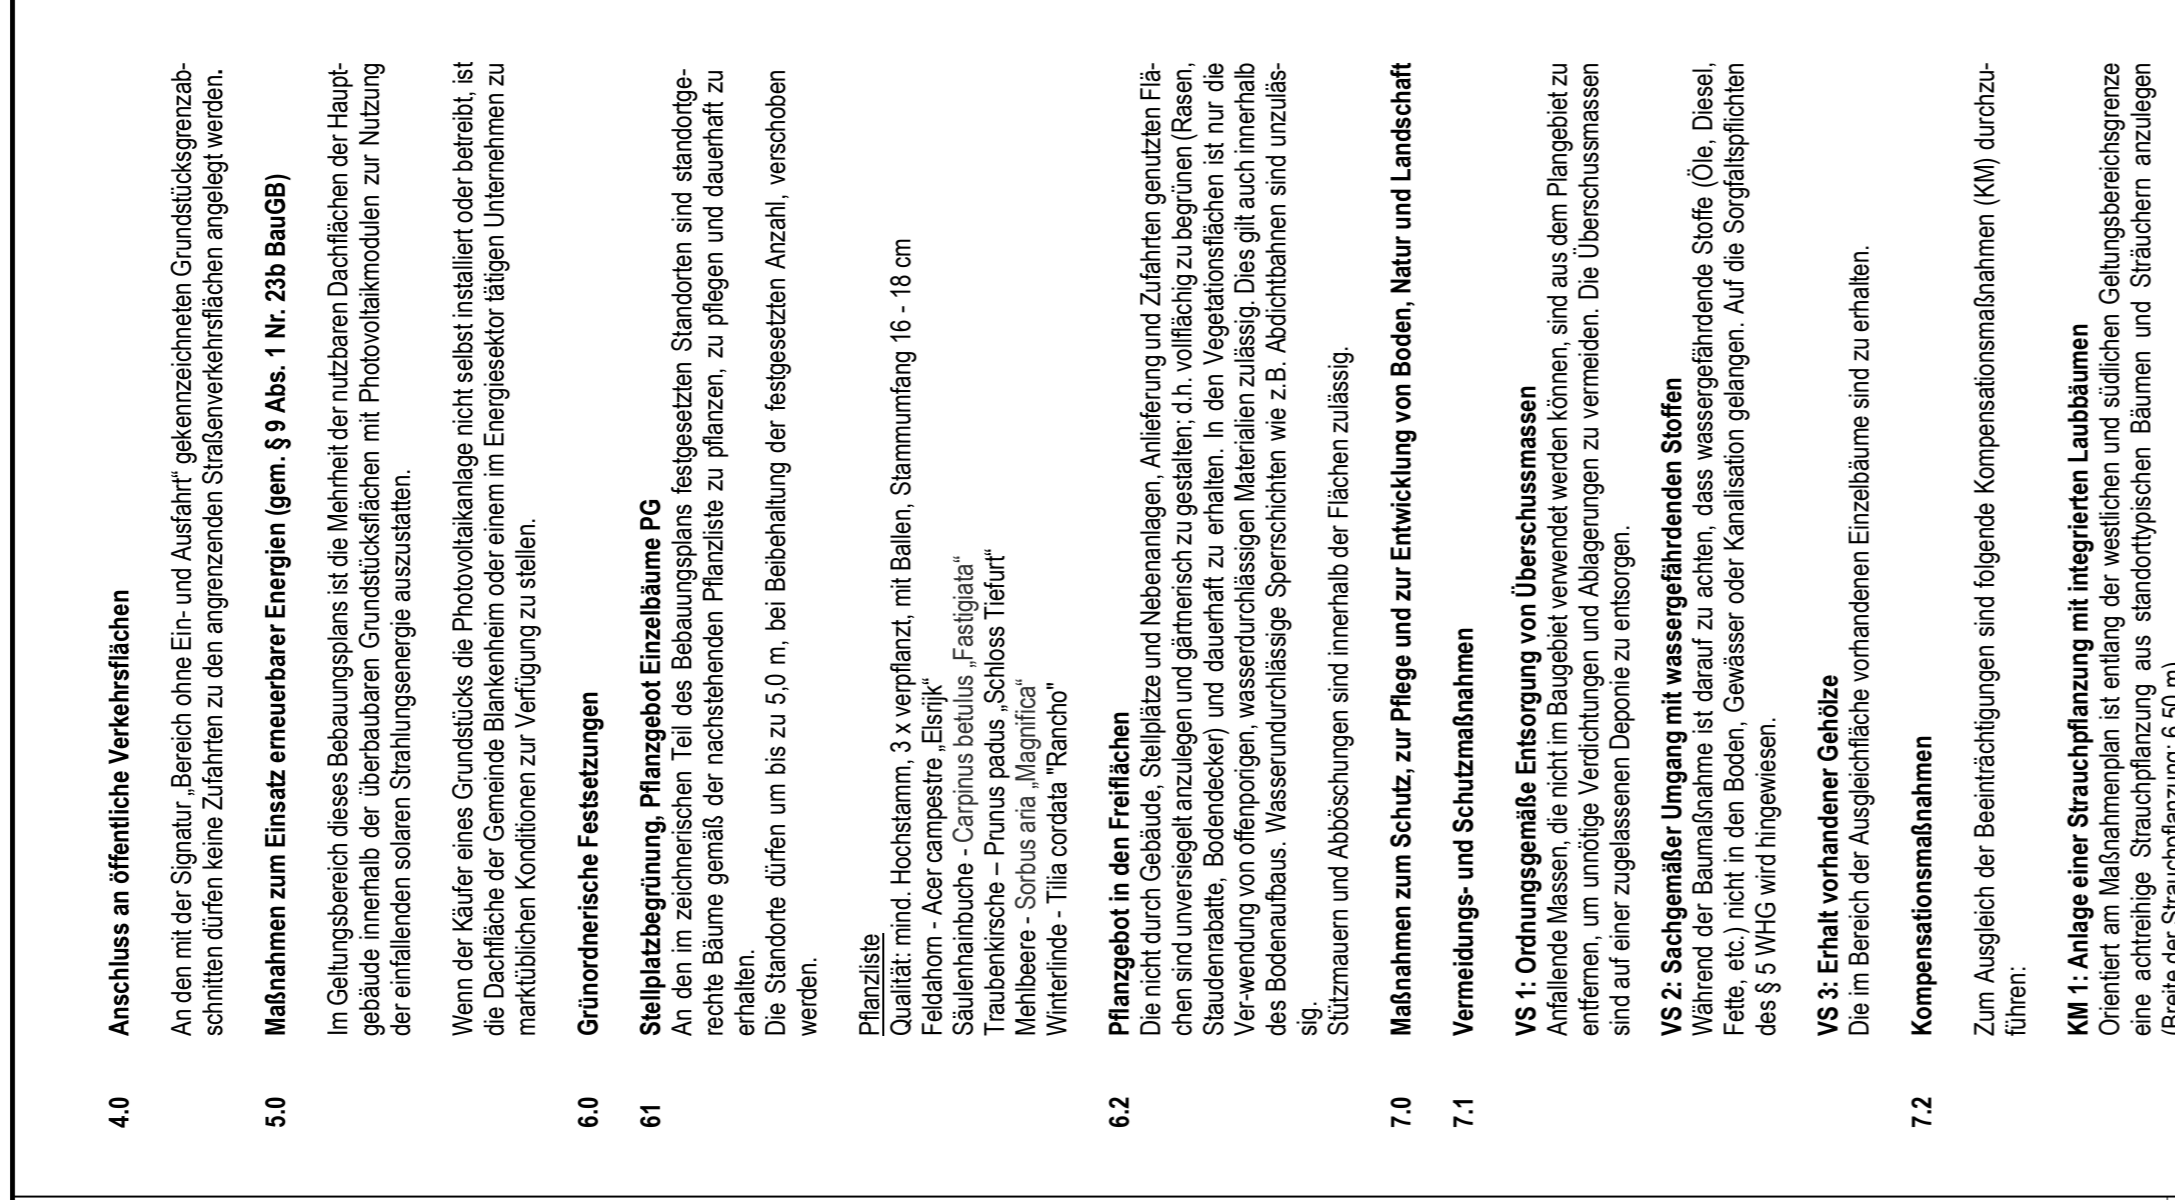 4.0 Anschluss an öffentliche Verkehrsflächen
An den mit der Signatur „Bereich ohne Ein- und Ausfahrt“ gekennzeichneten Grundstücksgrenzab-
schnitten dürfen keine Zufahrten zu den angrenzenden Straßenverkehrsflächen angelegt werden.
5.0 Maßnahmen zum Einsatz erneuerbarer Energien (gem. § 9 Abs. 1 Nr. 23b BauGB)
Im Geltungsbereich dieses Bebauungsplans ist die Mehrheit der nutzbaren Dachflächen der Haupt-
gebäude innerhalb der überbaubaren Grundstücksflächen mit Photovoltaikmodulen zur Nutzung
der einfallenden solaren Strahlungsenergie auszustatten.
Wenn der Käufer eines Grundstücks die Photovoltaikanlage nicht selbst installiert oder betreibt, ist
die Dachfläche der Gemeinde Blankenheim oder einem im Energiesektor tätigen Unternehmen zu
marktüblichen Konditionen zur Verfügung zu stellen.
6.0 Grünordnerische Festsetzungen
61 Stellplatzbegrünung, Pflanzgebot Einzelbäume PG
An den im zeichnerischen Teil des Bebauungsplans festgesetzten Standorten sind standortge-
rechte Bäume gemäß der nachstehenden Pflanzliste zu pflanzen, zu pflegen und dauerhaft zu
erhalten.
Die Standorte dürfen um bis zu 5,0 m, bei Beibehaltung der festgesetzten Anzahl, verschoben
werden.
Pflanzliste
Qualität: mind. Hochstamm, 3 x verpflanzt, mit Ballen, Stammumfang 16 - 18 cm
Feldahorn - Acer campestre „Elsrijk“
Säulenhainbuche - Carpinus betulus „Fastigiata“
Traubenkirsche – Prunus padus „Schloss Tiefurt“
Mehlbeere - Sorbus aria „Magnifica“
Winterlinde - Tilia cordata "Rancho"
6.2 Pflanzgebot in den Freiflächen
Die nicht durch Gebäude, Stellplätze und Nebenanlagen, Anlieferung und Zufahrten genutzten Flä-
chen sind unversiegelt anzulegen und gärtnerisch zu gestalten; d.h. vollflächig zu begrünen (Rasen,
Staudenrabatte, Bodendecker) und dauerhaft zu erhalten. In den Vegetationsflächen ist nur die
Ver-wendung von offenporigen, wasserdurchlässigen Materialien zulässig. Dies gilt auch innerhalb
des Bodenaufbaus. Wasserundurchlässige Sperrschichten wie z.B. Abdichtbahnen sind unzuläs-
sig.
Stützmauern und Abböschungen sind innerhalb der Flächen zulässig.
7.0 Maßnahmen zum Schutz, zur Pflege und zur Entwicklung von Boden, Natur und Landschaft
7.1 Vermeidungs- und Schutzmaßnahmen
VS 1: Ordnungsgemäße Entsorgung von Überschussmassen
Anfallende Massen, die nicht im Baugebiet verwendet werden können, sind aus dem Plangebiet zu
entfernen, um unnötige Verdichtungen und Ablagerungen zu vermeiden. Die Überschussmassen
sind auf einer zugelassenen Deponie zu entsorgen.
VS 2: Sachgemäßer Umgang mit wassergefährdenden Stoffen
Während der Baumaßnahme ist darauf zu achten, dass wassergefährdende Stoffe (Öle, Diesel,
Fette, etc.) nicht in den Boden, Gewässer oder Kanalisation gelangen. Auf die Sorgfaltspflichten
des § 5 WHG wird hingewiesen.
VS 3: Erhalt vorhandener Gehölze
Die im Bereich der Ausgleichfläche vorhandenen Einzelbäume sind zu erhalten.
7.2 Kompensationsmaßnahmen
Zum Ausgleich der Beeinträchtigungen sind folgende Kompensationsmaßnahmen (KM) durchzu-
führen:
KM 1: Anlage einer Strauchpflanzung mit integrierten Laubbäumen
Orientiert am Maßnahmenplan ist entlang der westlichen und südlichen Geltungsbereichsgrenze
eine achtreihige Strauchpflanzung aus standorttypischen Bäumen und Sträuchern anzulegen
(Breite der Strauchpflanzung: 6,50 m)